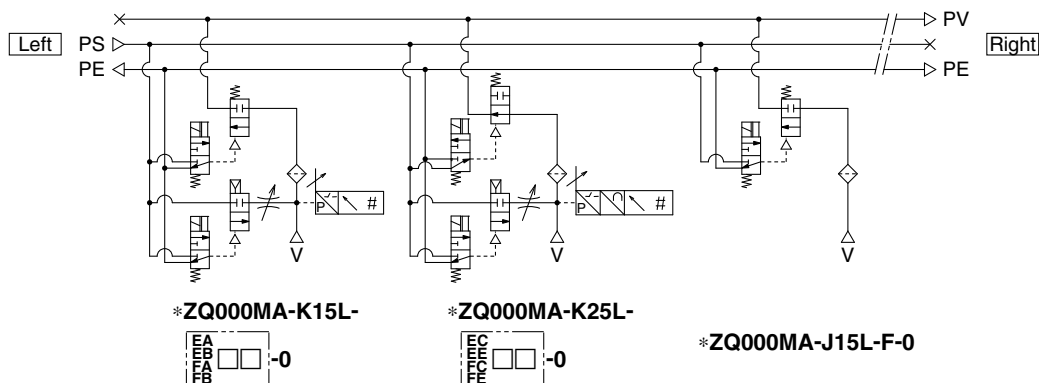 PV
Left PS Right
PE PE
P # P #
V V V
*ZQ000MA-K15L-
EA
EB
FA
FB
□□-0
*ZQ000MA-K25L-
EC
EE
FC
FE
□□-0
*ZQ000MA-J15L-F-0